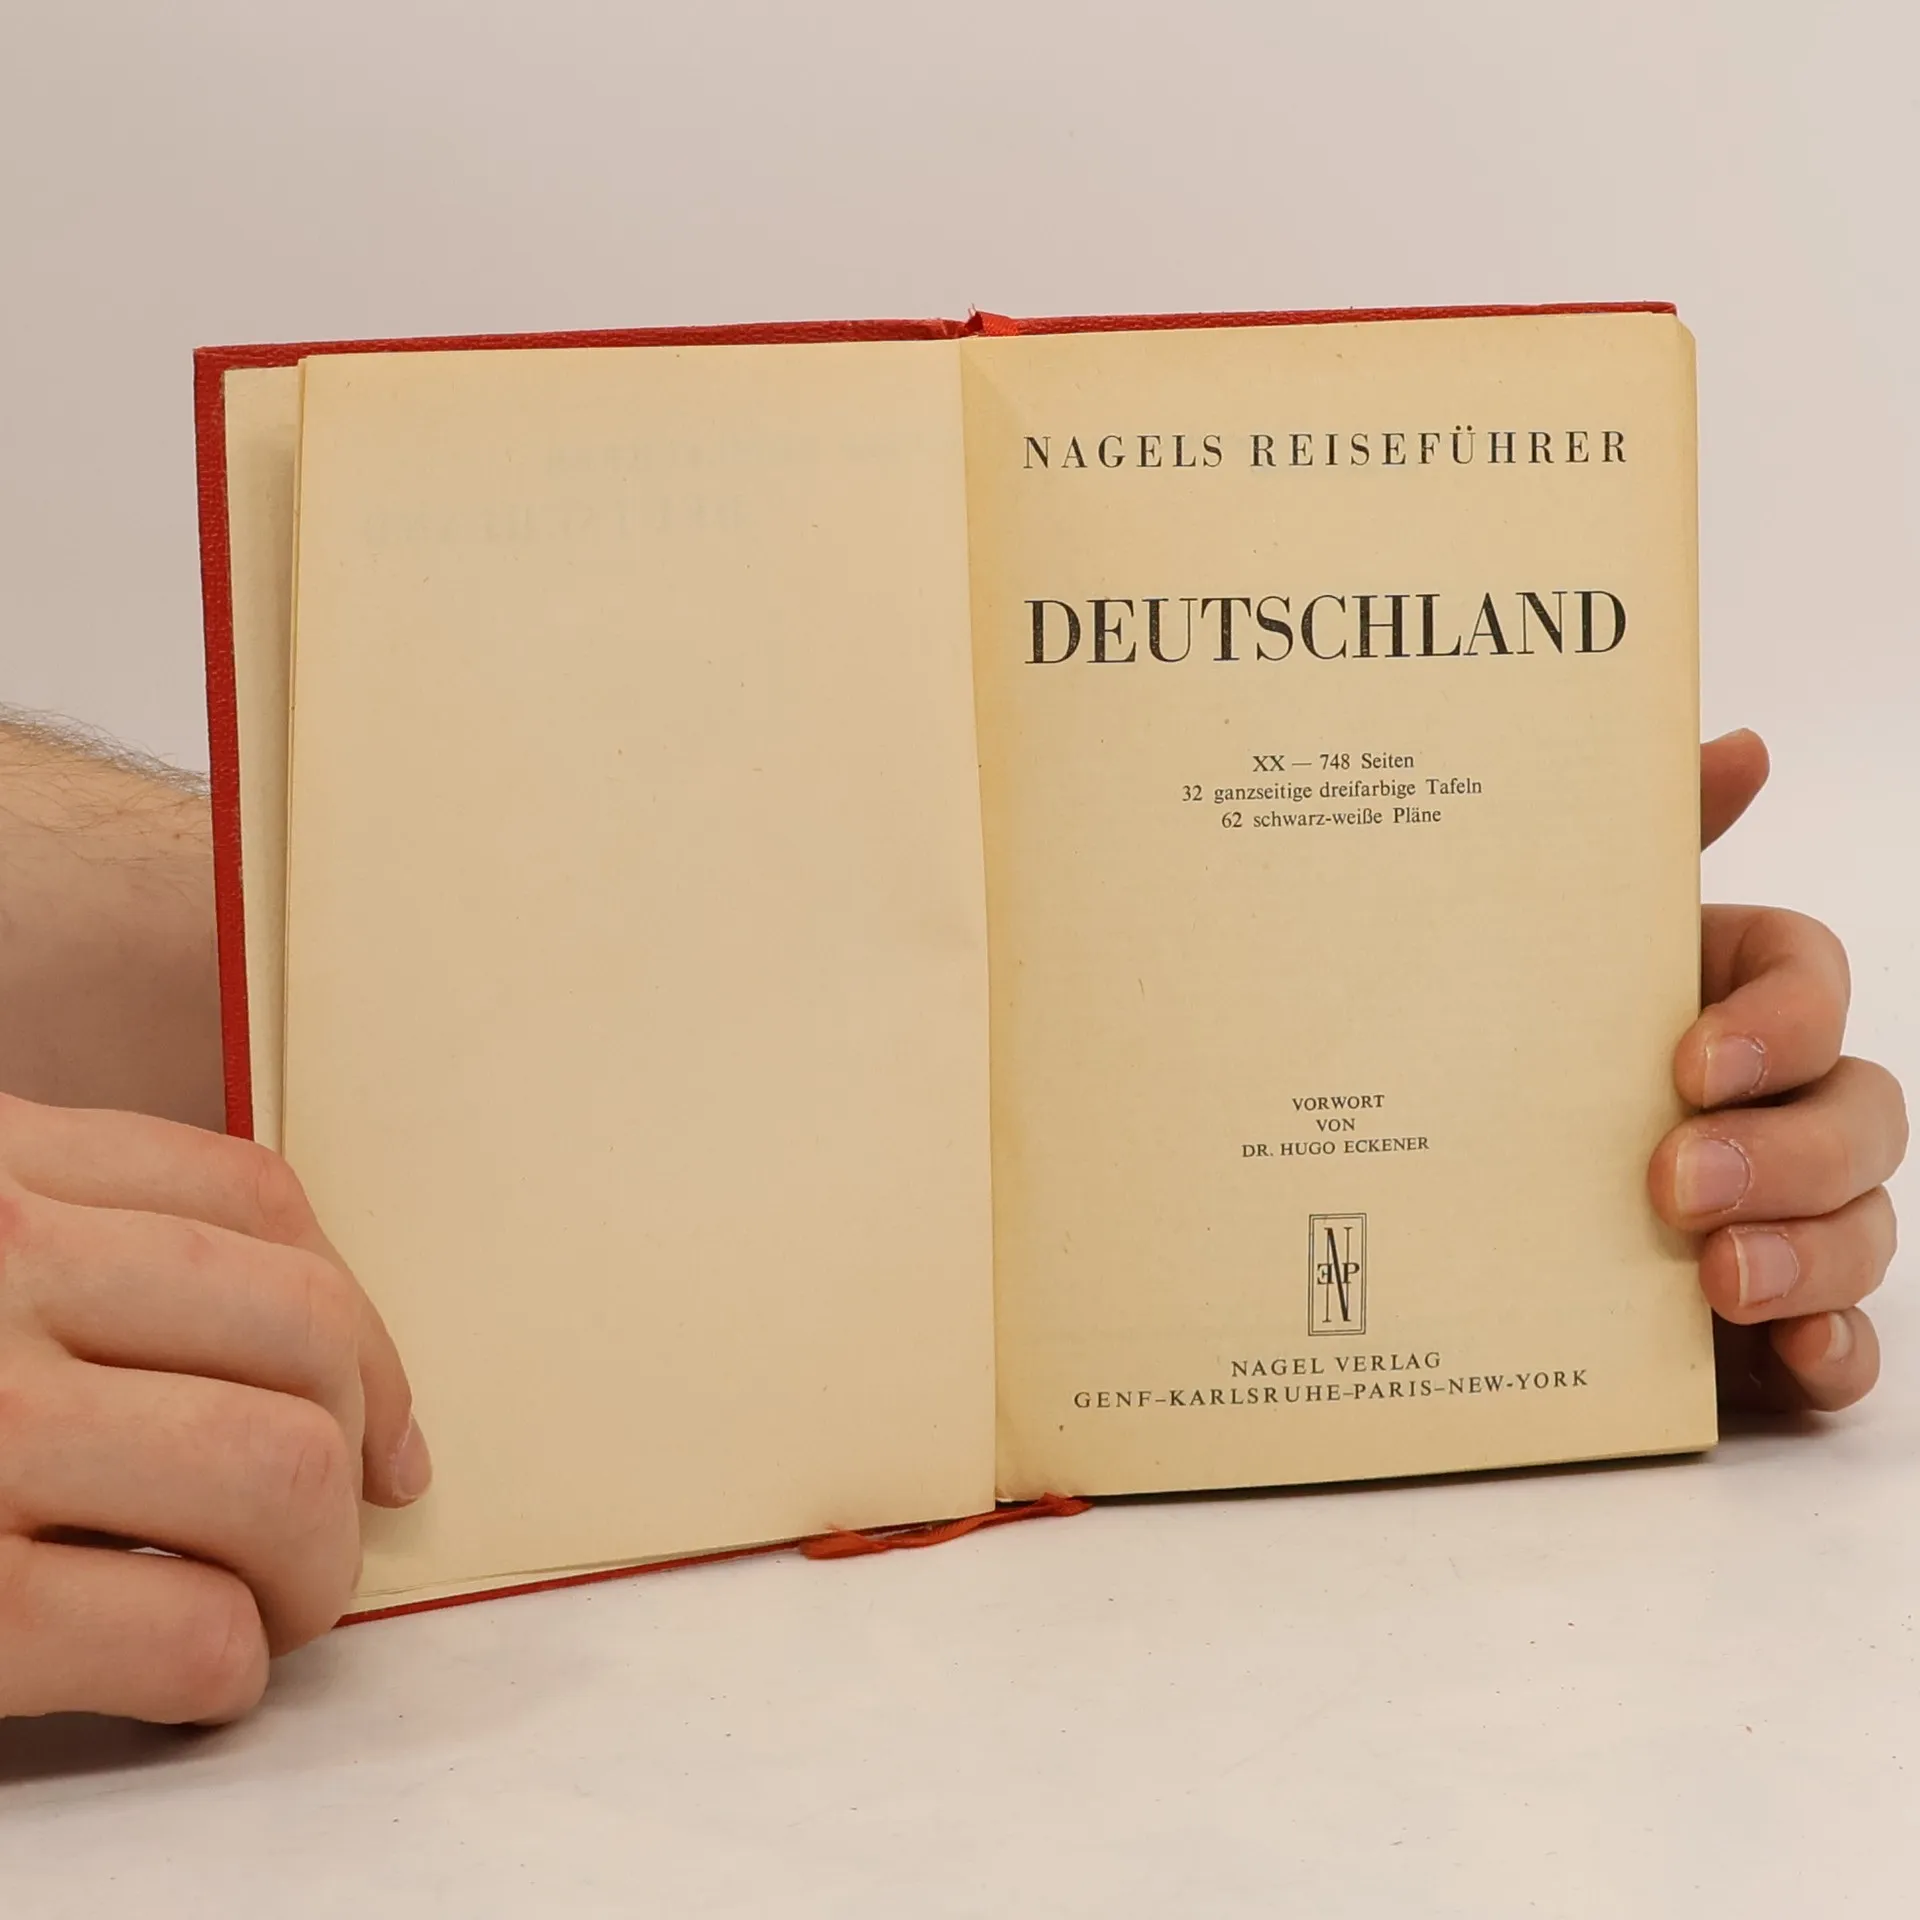 NAGELS REISEFÜHRER
DEUTSCHLAND
XX — 748 Seiten
32 ganzseitige dreifarbige Tafeln
62 schwarz-weiße Pläne
VORWORT
VON
DR. HUGO ECKENER
N
ƎP
NAGEL VERLAG
GENF–KARLSRUHE–PARIS–NEW-YORK